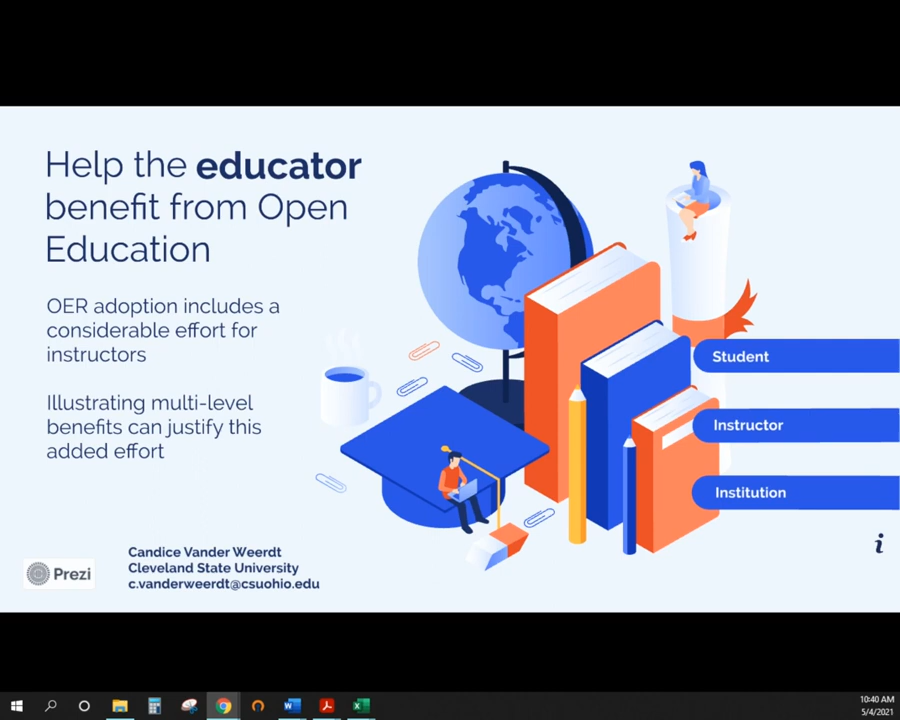 Help the educator
benefit from Open
Education
OER adoption includes a
considerable effort for
instructors
Illustrating multi-level
benefits can justify this
added effort
Student
Instructor
Institution
i
Prezi
Candice Vander Weerdt
Cleveland State University
c.vanderweerdt@csuohio.edu
10:40 AM
5/4/2021